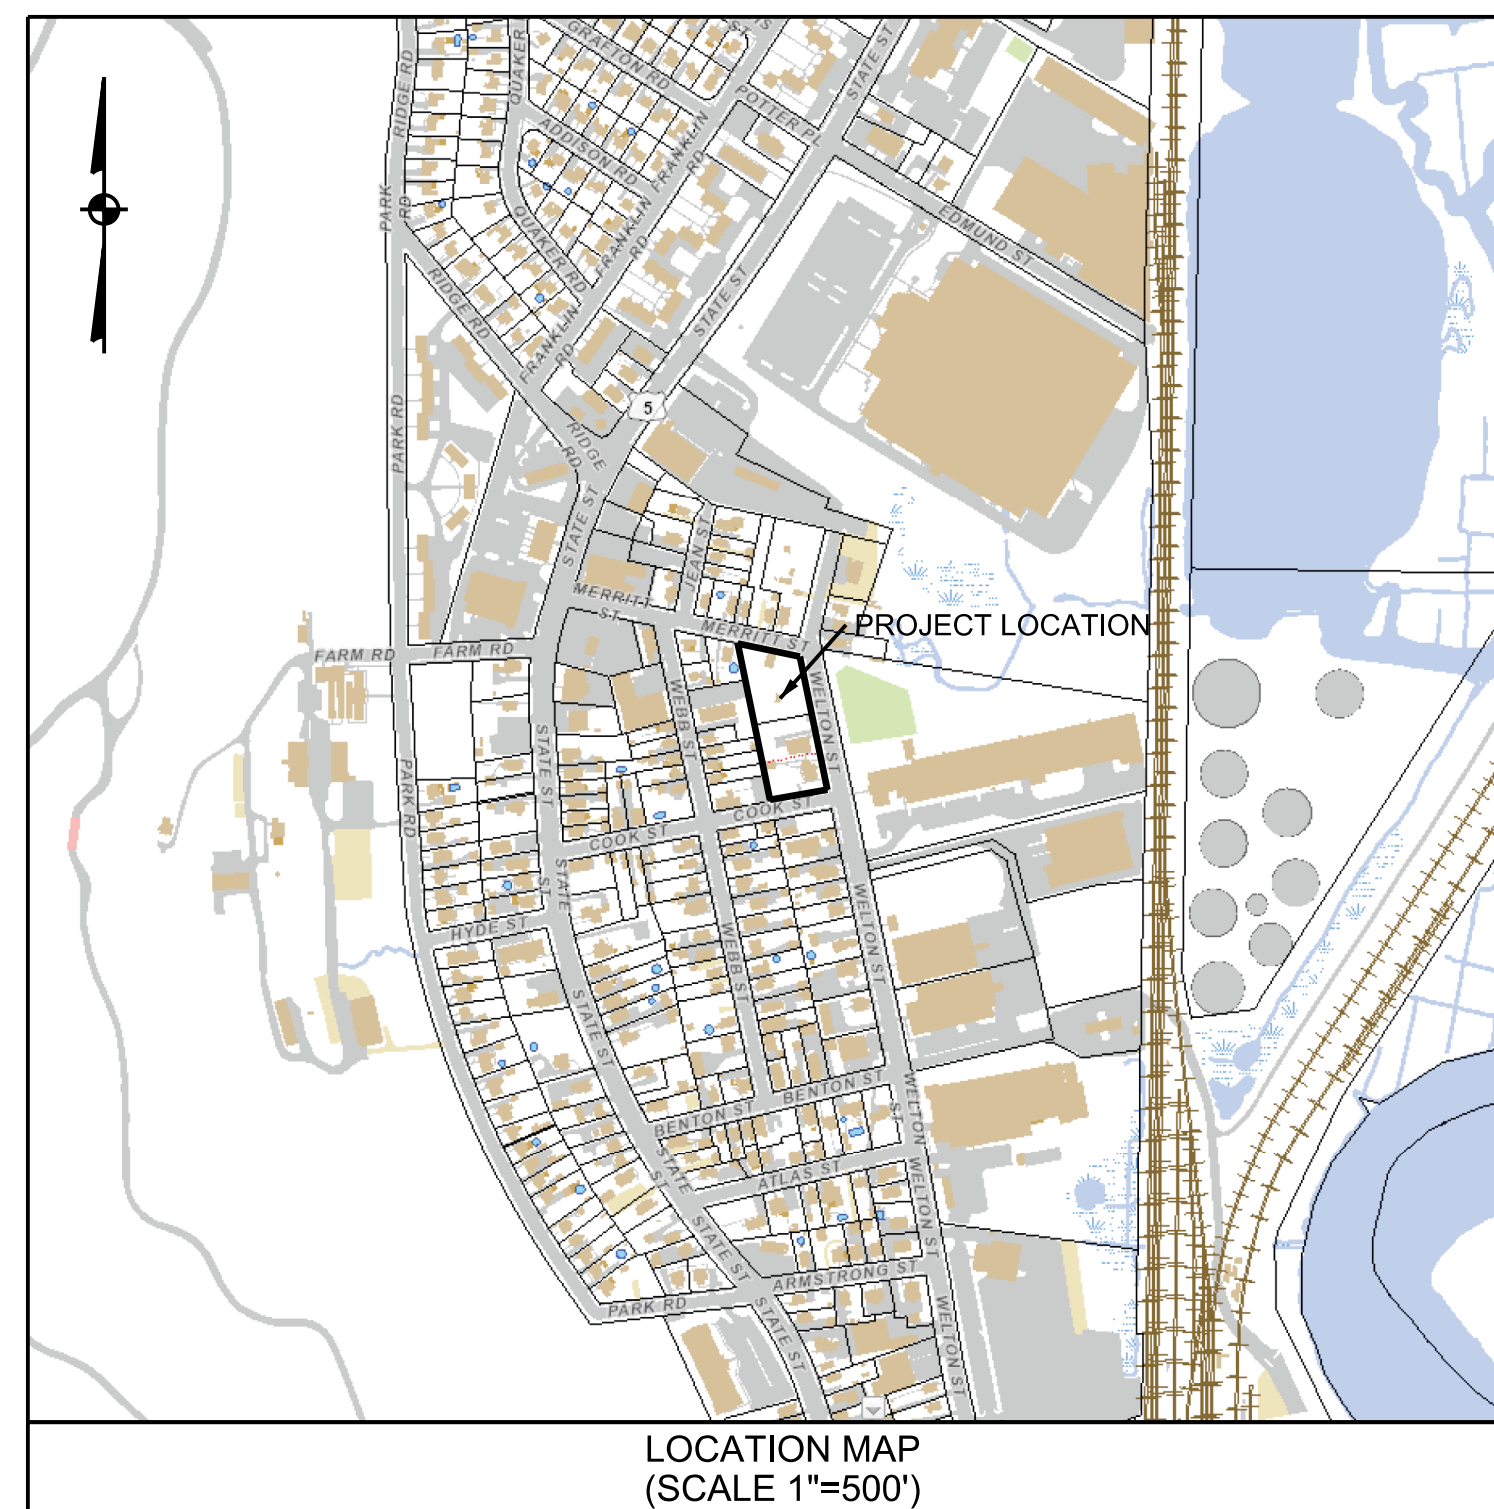 GRAFTON RD
QUAKER
STATE ST
RIDGE RD
ADDISON RD
FRANKLIN
RD
POTTER PL
PARK
RD
QUAKER RD
FRANKLIN
RD
EDMUND ST
RIDGE RD
STATE ST
FRANKLIN
RD
5
PARK RD
RIDGE
RD
STATE ST
JEAN ST
MERRITT
ST
MERRITT ST
PROJECT LOCATION
FARM RD
FARM RD
WEBB ST
WELTON ST
STATE ST
PARK RD
COOK ST
COOK ST
STATE
ST
HYDE ST
WEBB ST
WELTON ST
STATE ST
BENTON ST
BENTON ST
WELTON
ST
STATE
ST
ATLAS ST
WELTON ST
STATE ST
ARMSTRONG ST
PARK RD
STATE ST
WELTON ST
LOCATION MAP
(SCALE 1"=500')